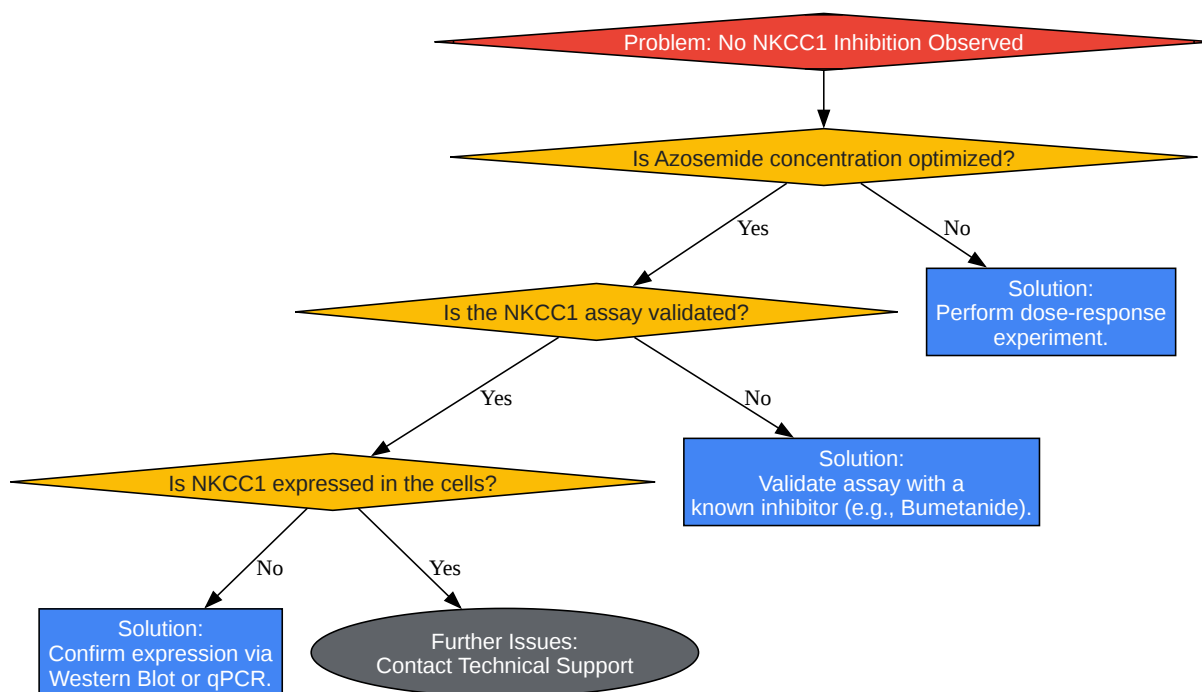 Problem: No NKCC1 Inhibition Observed
Is Azosemide concentration optimized?
Yes
No
Solution:
Perform dose-response
experiment.
Is the NKCC1 assay validated?
Yes
No
Solution:
Validate assay with a
known inhibitor (e.g., Bumetanide).
Is NKCC1 expressed in the cells?
No
Yes
Solution:
Confirm expression via
Western Blot or qPCR.
Further Issues:
Contact Technical Support